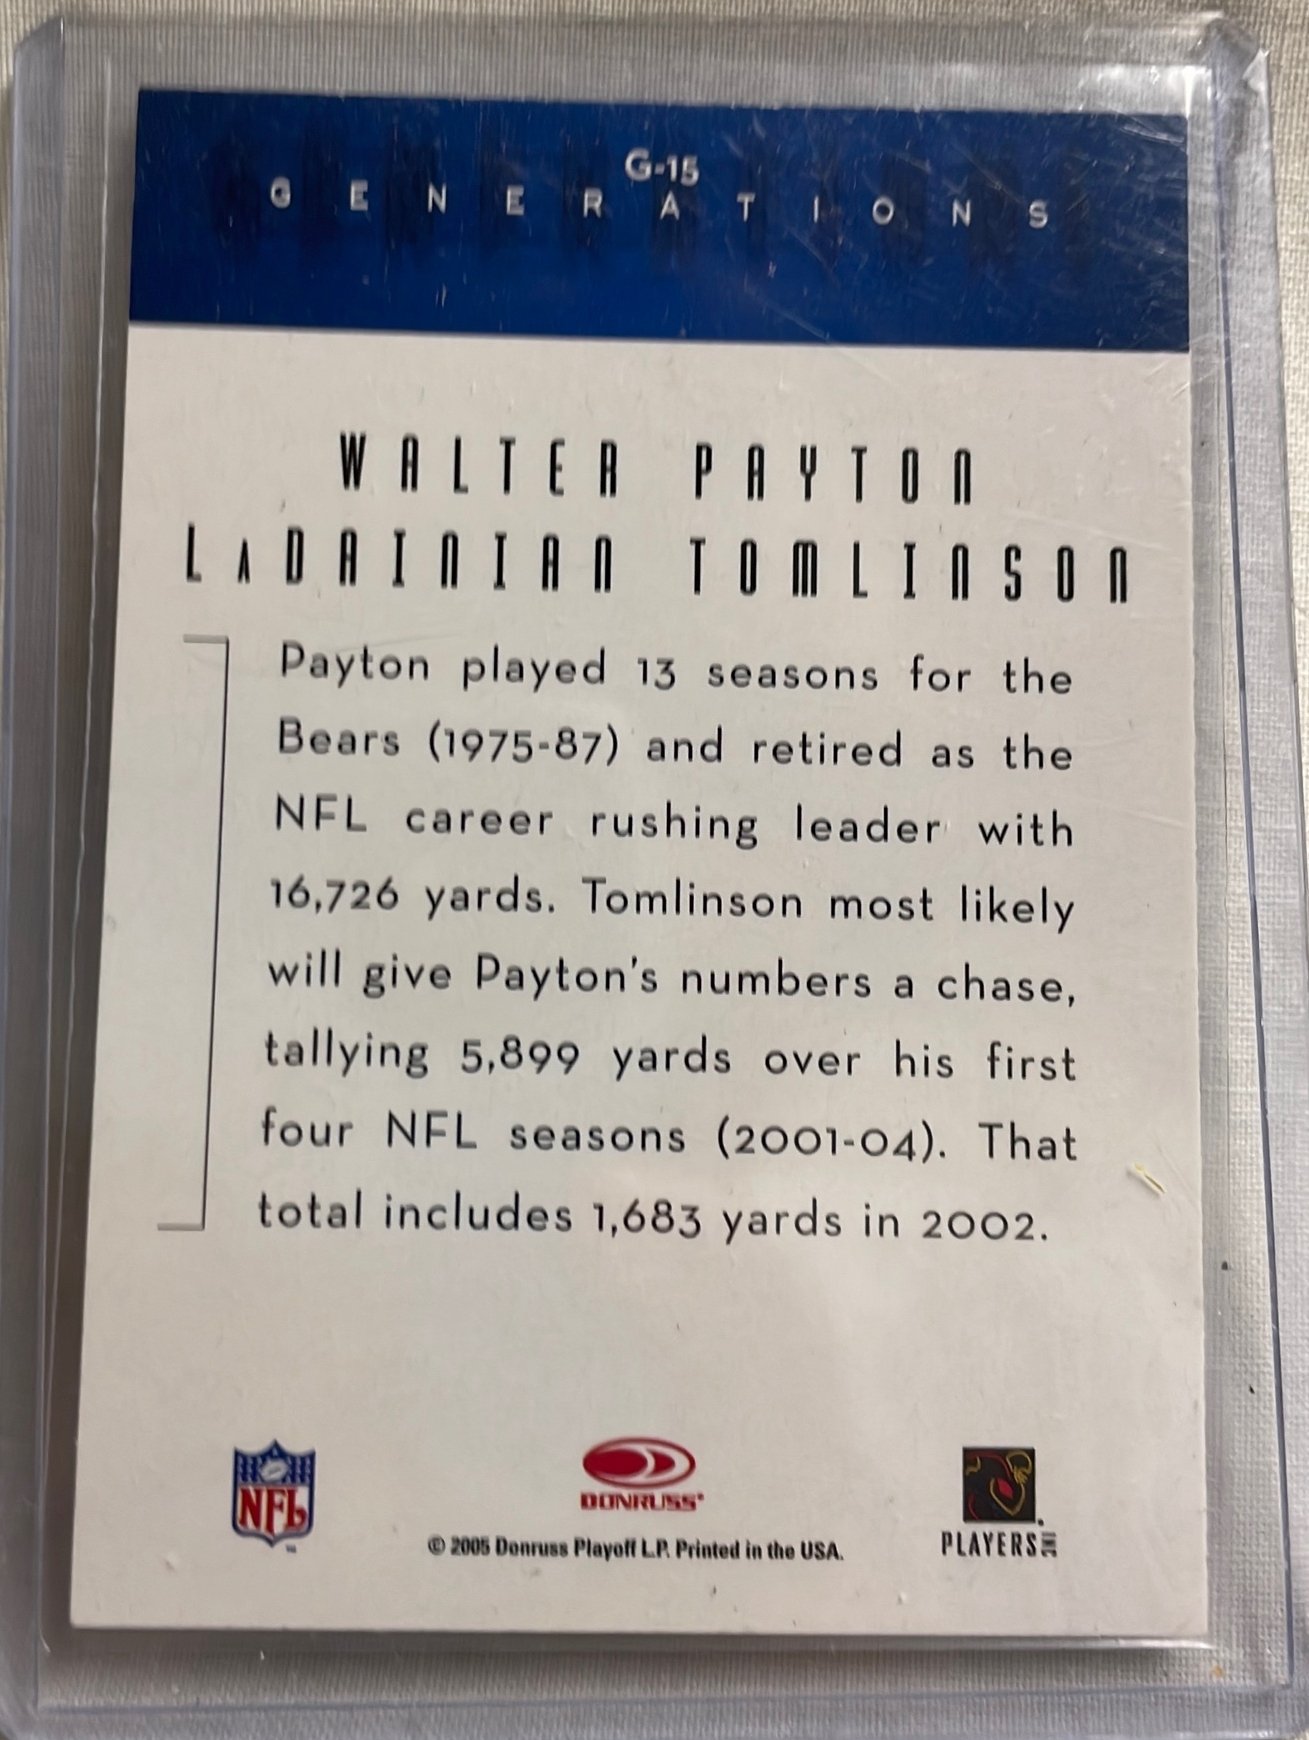 G-15
GENERATIONS
WALTER PAYTON
LADAINIAN TOMLINSON
Payton played 13 seasons for the
Bears (1975-87) and retired as the
NFL career rushing leader with
16,726 yards. Tomlinson most likely
will give Payton's numbers a chase,
tallying 5,899 yards over his first
four NFL seasons (2001-04). That
total includes 1,683 yards in 2002.
NFL
DONRUSS
© 2005 Donruss Playoff L.P. Printed in the USA.
PLAYERS INC